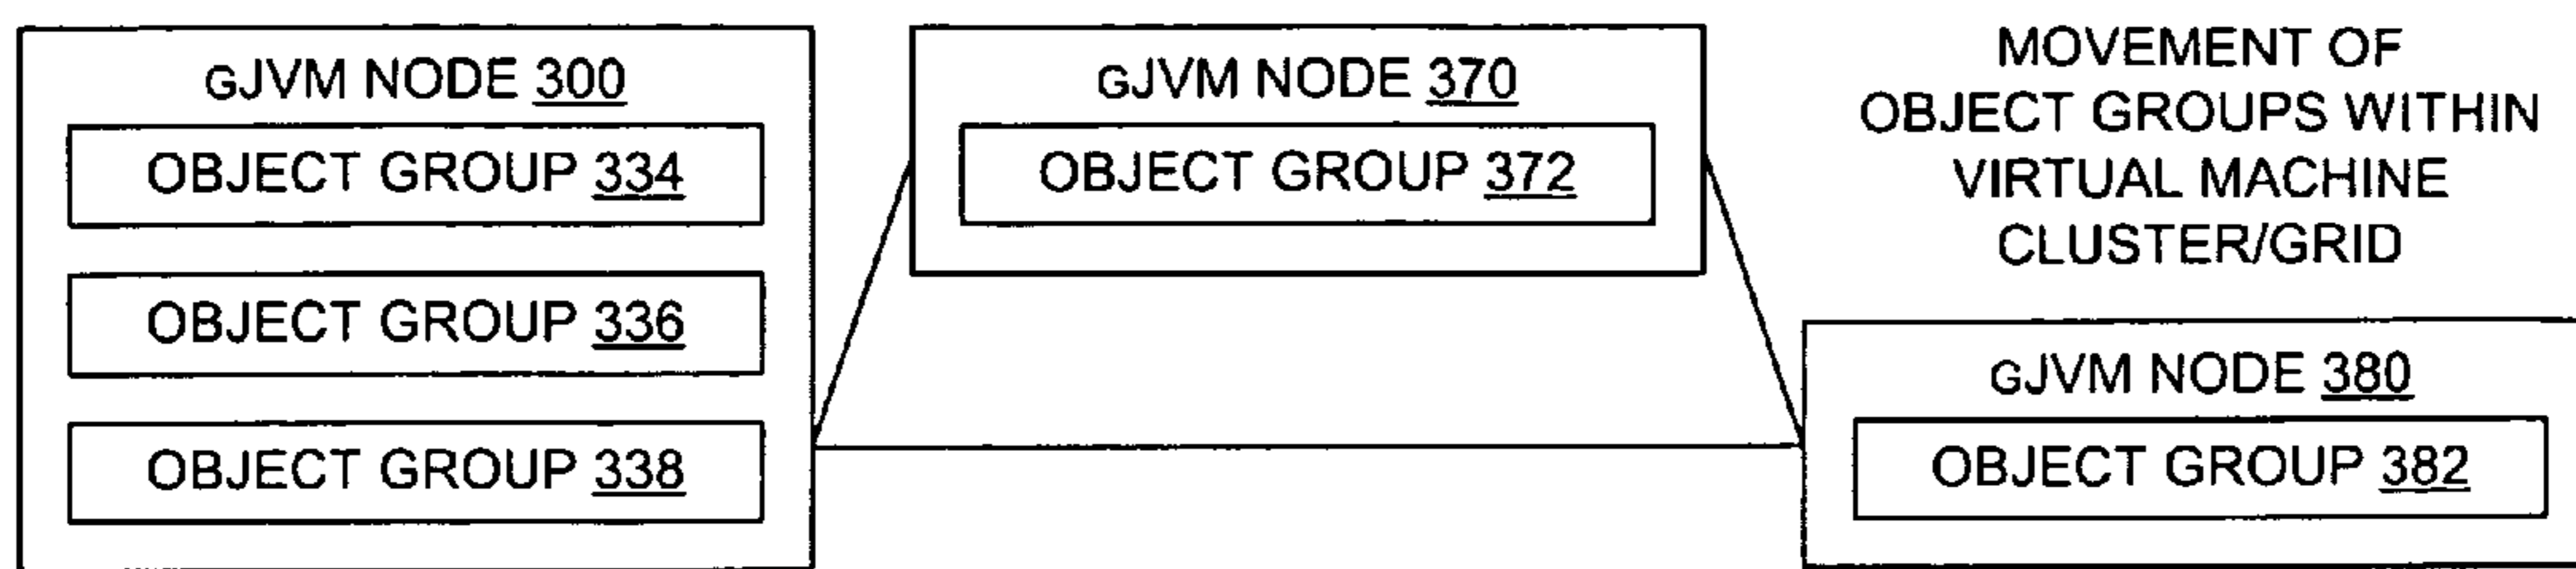 GJVM NODE 300
OBJECT GROUP 334
OBJECT GROUP 336
OBJECT GROUP 338
GJVM NODE 370
OBJECT GROUP 372
MOVEMENT OF
OBJECT GROUPS WITHIN
VIRTUAL MACHINE
CLUSTER/GRID
GJVM NODE 380
OBJECT GROUP 382